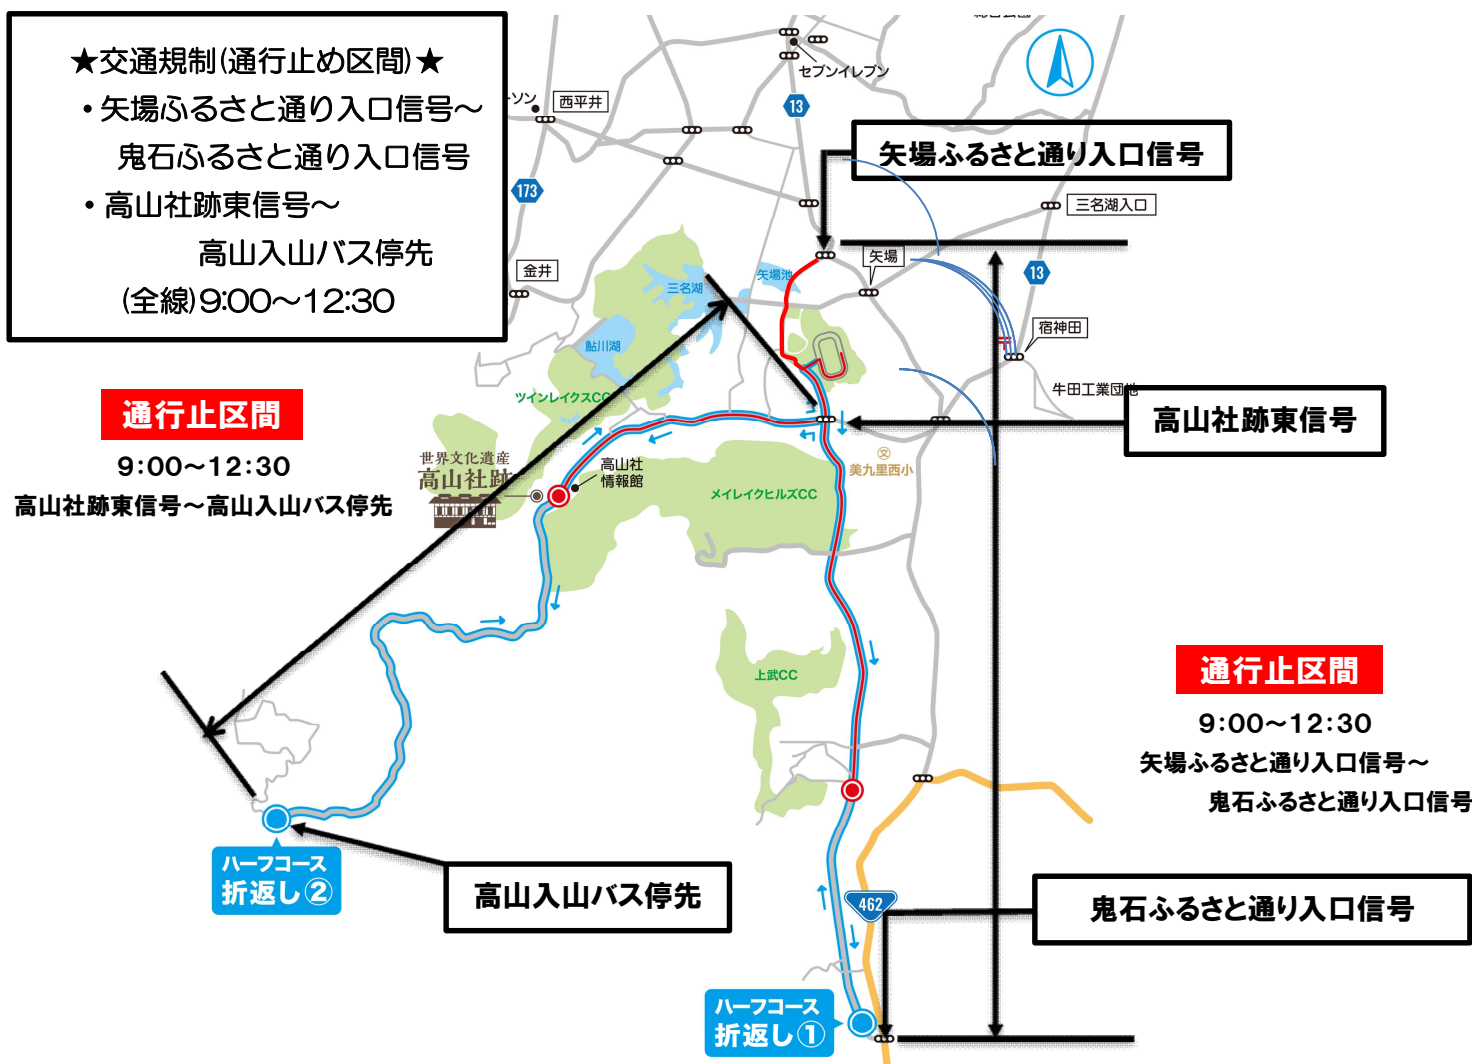 ★交通規制(通行止め区間)★
・矢場ふるさと通り入口信号～
鬼石ふるさと通り入口信号
・高山社跡東信号～
高山入山バス停先
(全線)9:00～12:30
ーソン
西平井
セブンイレブン
13
矢場ふるさと通り入口信号
173
三名湖入口
金井
矢場
矢場池
三名湖
13
宿神田
鮎川湖
牛田工業団地
ツインレイクスCC
高山社跡東信号
通行止区間
9:00～12:30
高山社跡東信号～高山入山バス停先
世界文化遺産
高山社跡
高山社
情報館
文
美九里西小
メイレイクヒルズCC
上武CC
通行止区間
9:00～12:30
矢場ふるさと通り入口信号～
鬼石ふるさと通り入口信号
ハーフコース
折返し②
高山入山バス停先
462
鬼石ふるさと通り入口信号
ハーフコース
折返し①